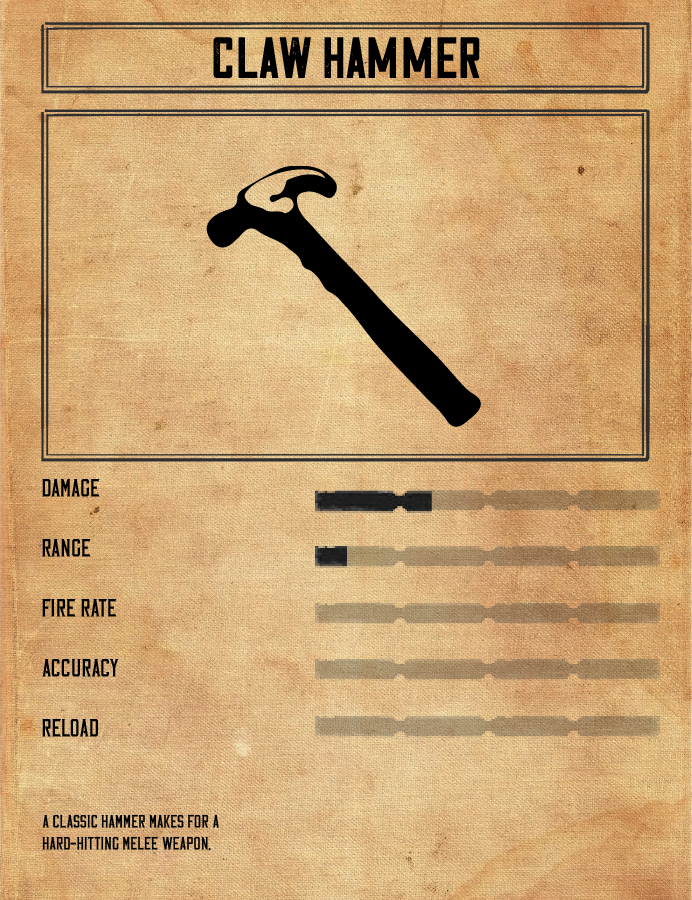 CLAW HAMMER
DAMAGE
RANGE
FIRE RATE
ACCURACY
RELOAD
A CLASSIC HAMMER MAKES FOR A
HARD-HITTING MELEE WEAPON.